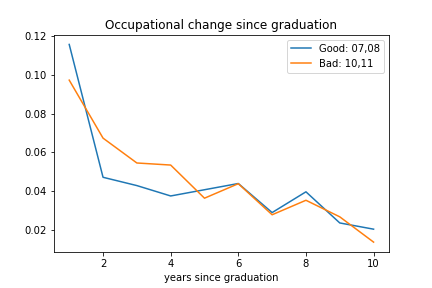 Occupational change since graduation
Good: 07,08
Bad: 10,11
0.12
0.10
0.08
0.06
0.04
0.02
2 4 6 8 10
years since graduation